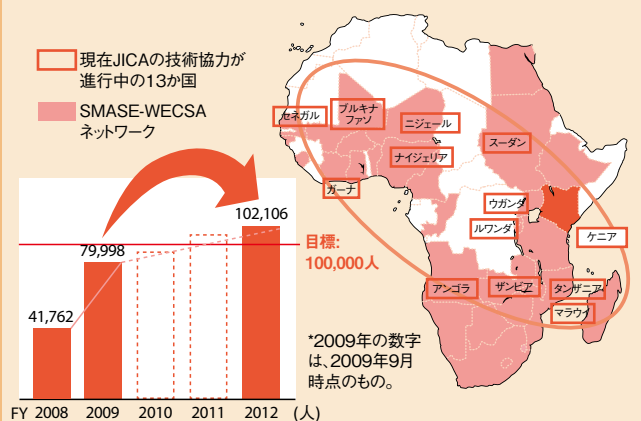 現在JICAの技術協力が
進行中の13か国
SMASE-WECSA
ネットワーク
セネガル
ブルキナ
ファソ
ニジェール
ナイジェリア
スーダン
ガーナ
ウガンダ
ルワンダ
ケニア
アンゴラ
ザンビア
タンザニア
マラウイ
102,106
79,998
41,762
目標:
100,000人
*2009年の数字
は、2009年9月
時点のもの。
FY 2008 2009 2010 2011 2012 (人)